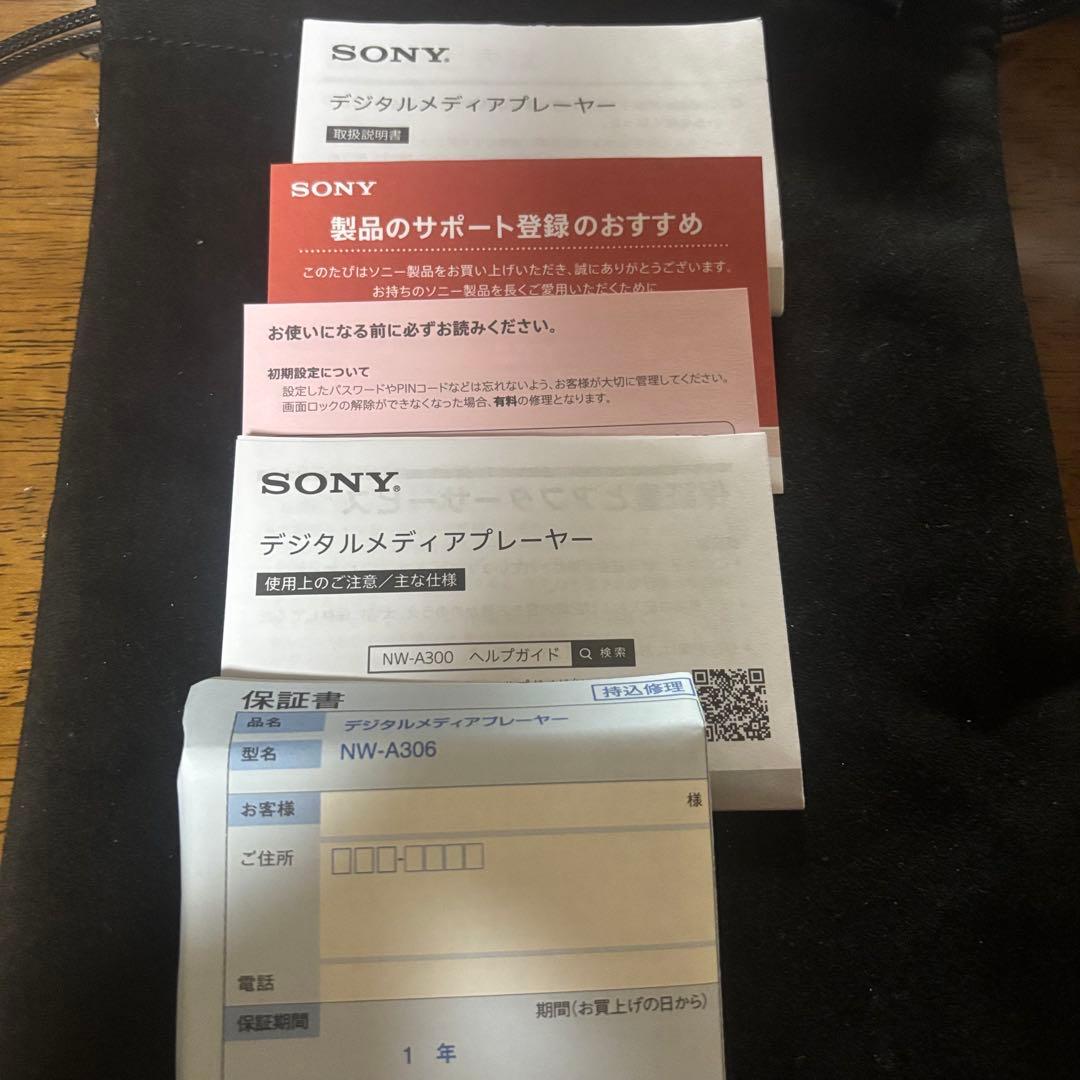 SONY
デジタルメディアプレーヤー
取扱説明書
SONY
製品のサポート登録のおすすめ
このたびはソニー製品をお買い上げいただき、誠にありがとうございます。
お持ちのソニー製品を長くご愛用いただくために
お使いになる前に必ずお読みください。
初期設定について
設定したパスワードやPINコードなどは忘れないよう、お客様が大切に管理してください。
画面ロックの解除ができなくなった場合、有料の修理となります。
SONY
デジタルメディアプレーヤー
使用上のご注意/主な仕様
NW-A300 ヘルプガイド 検索
保証書 持込修理
品名 デジタルメディアプレーヤー
型名 NW-A306
お客様 様
ご住所
電話
保証期間 期間(お買上げの日から)
1 年